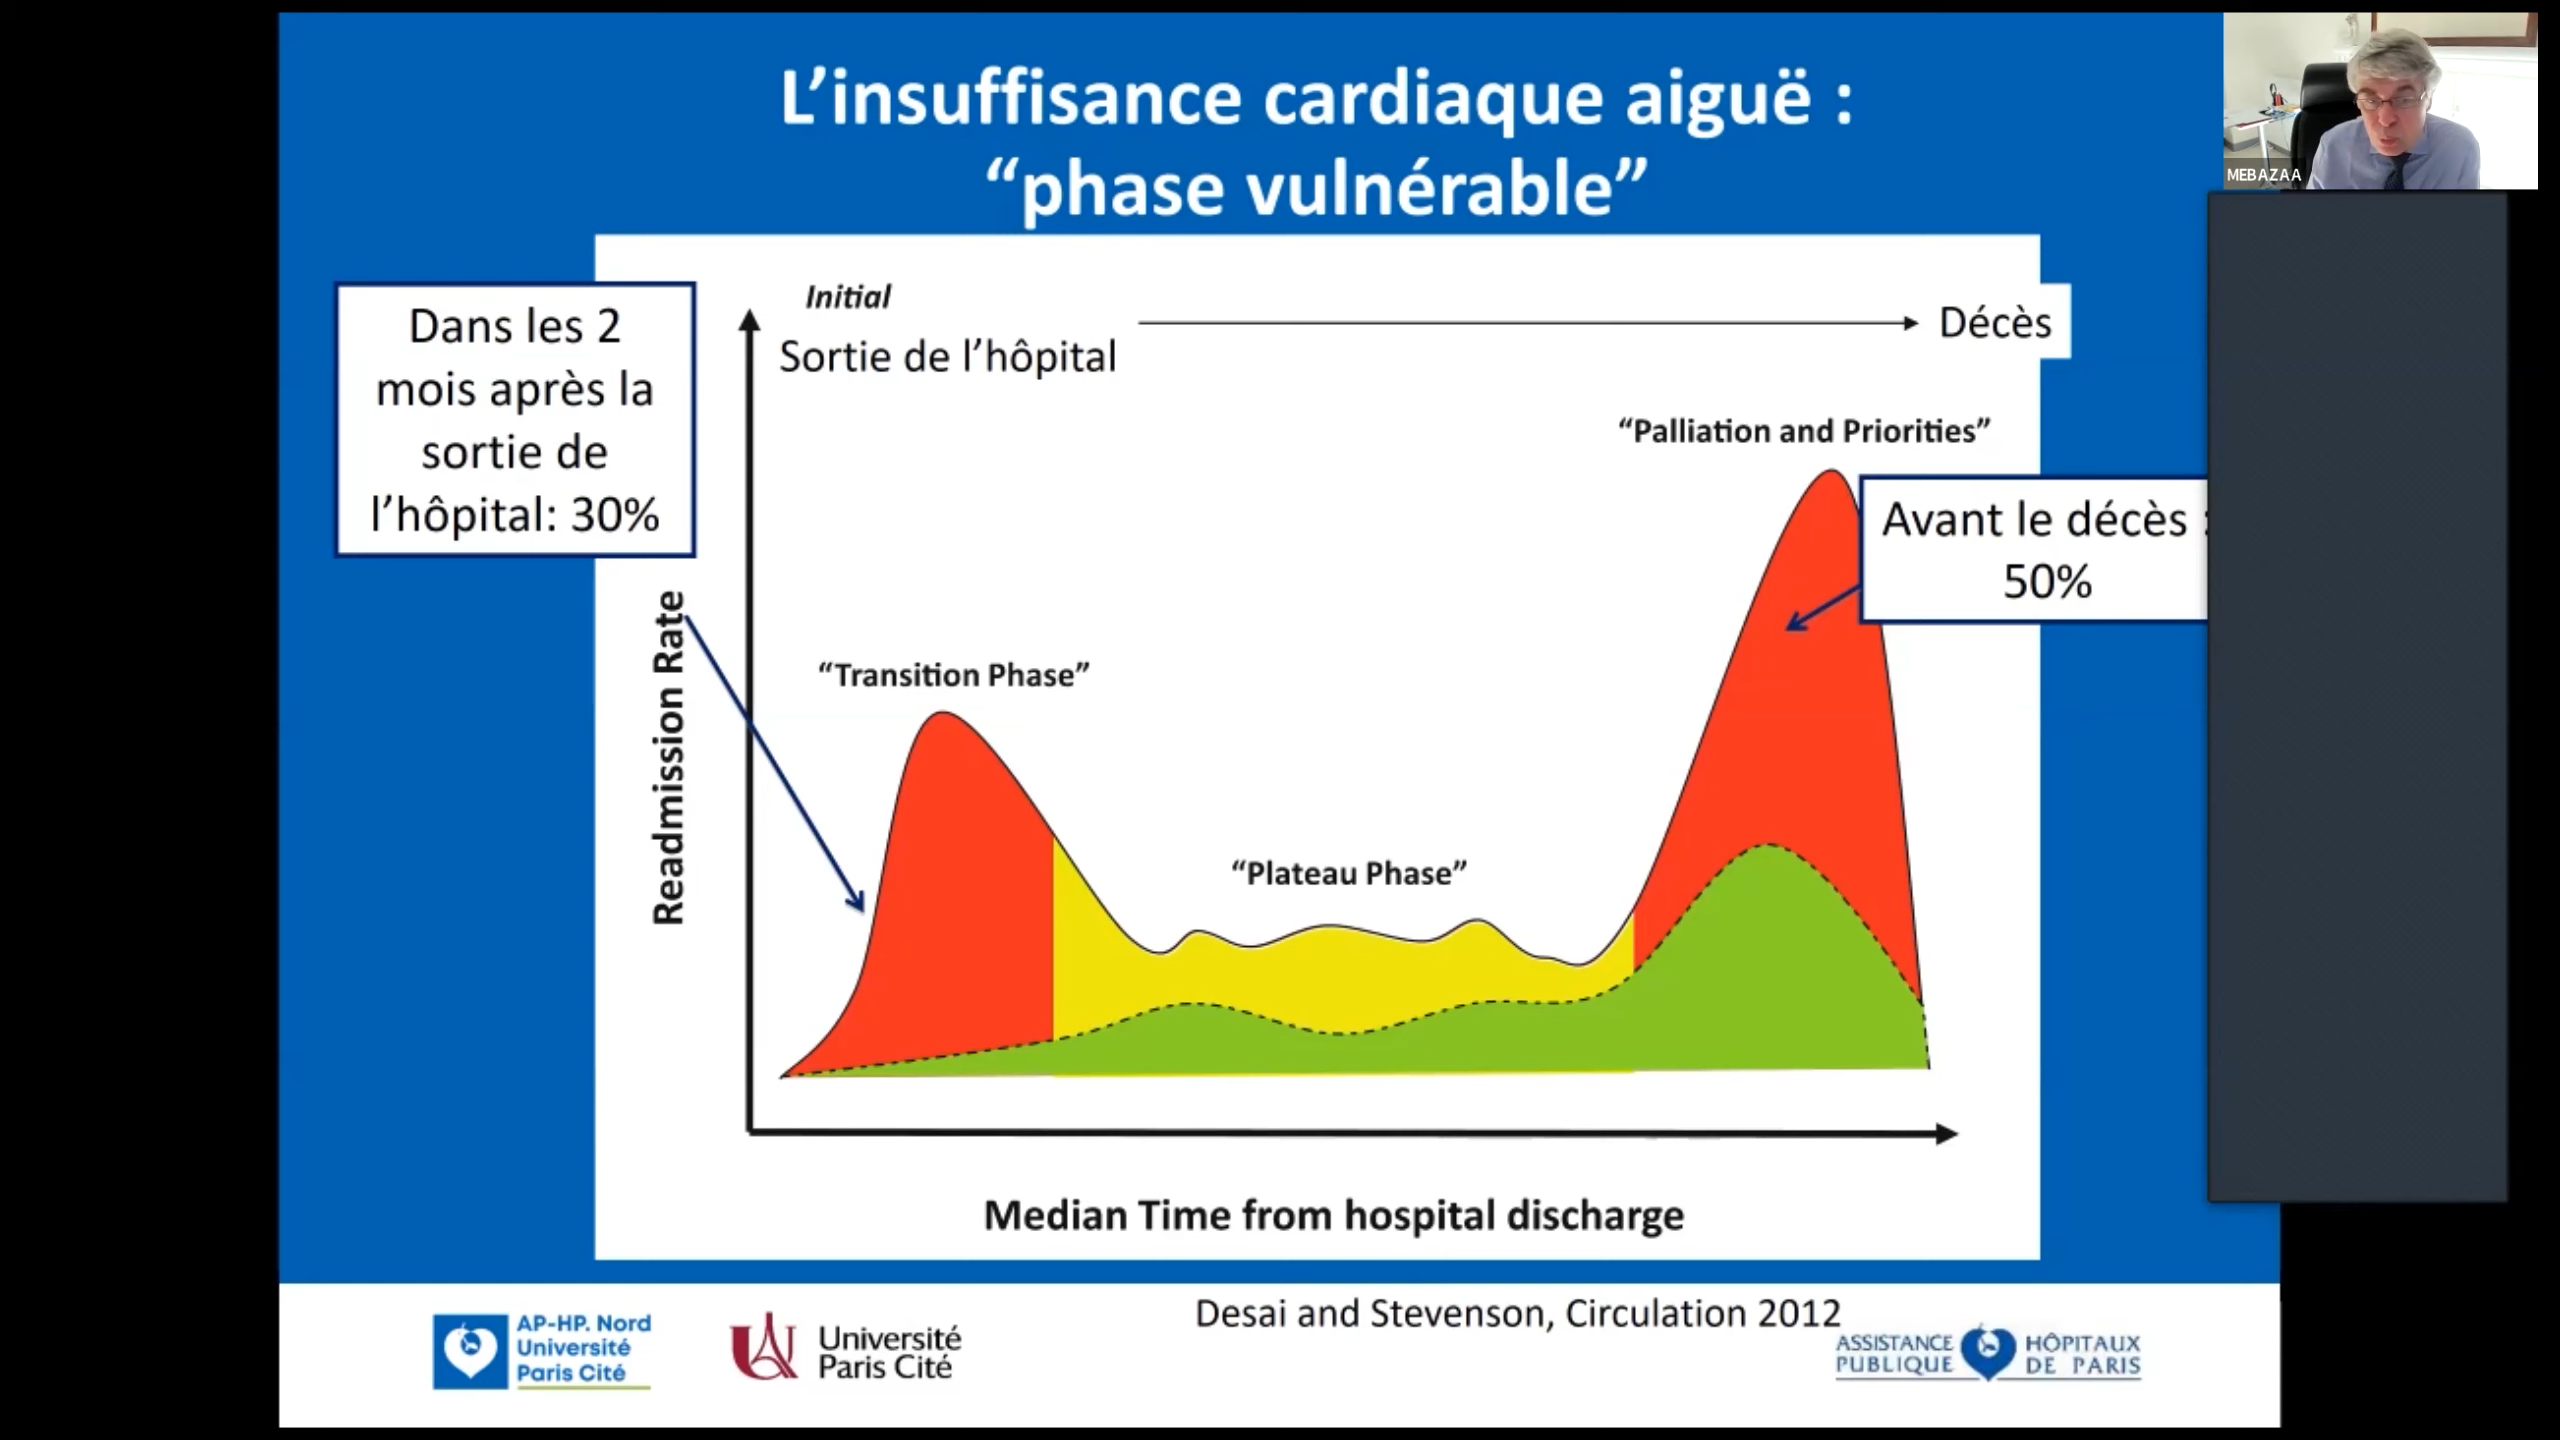 L'insuffisance cardiaque aiguë :
“phase vulnérable”
MEBAZAA
Dans les 2
mois après la
sortie de
l'hôpital: 30%
Initial
Sortie de l'hôpital
Décès
“Palliation and Priorities”
Avant le décès :
50%
Readmission Rate
“Transition Phase”
“Plateau Phase”
Median Time from hospital discharge
Desai and Stevenson, Circulation 2012
AP-HP. Nord
Université
Paris Cité
Université
Paris Cité
ASSISTANCE
PUBLIQUE
HÔPITAUX
DE PARIS